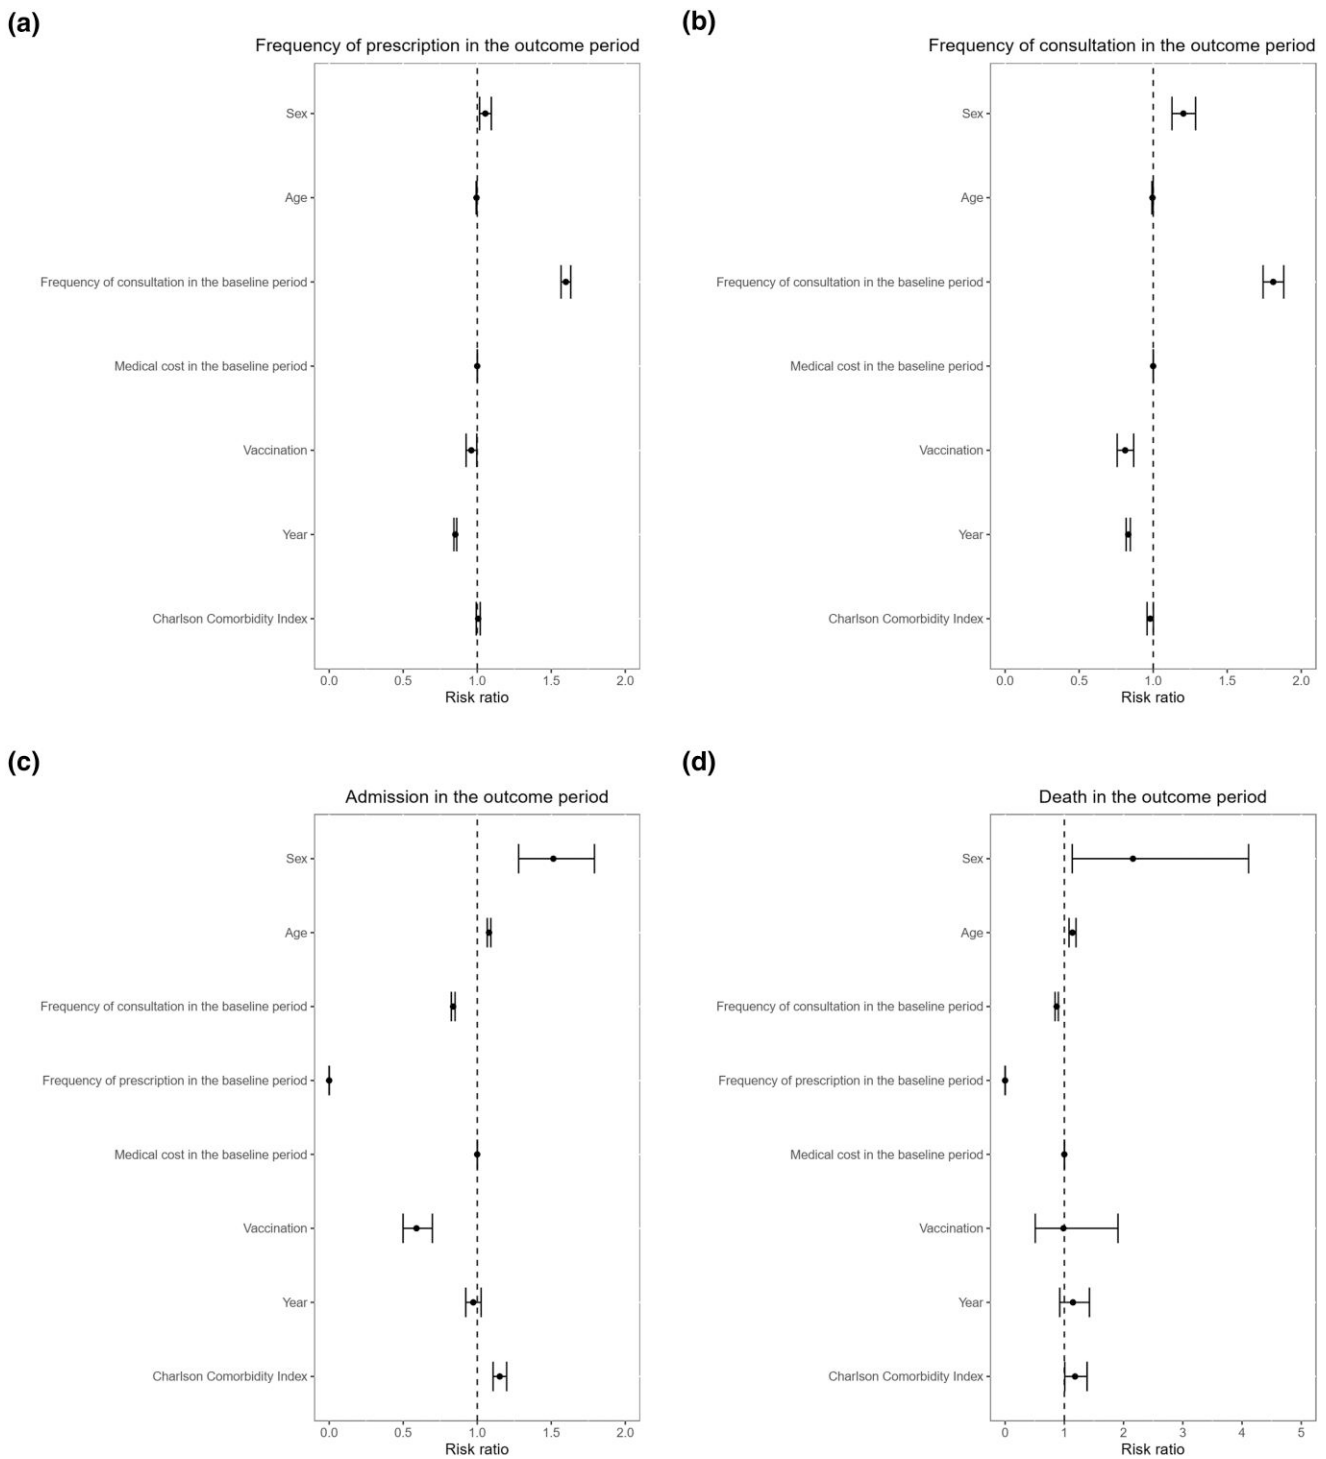 (a)
Frequency of prescription in the outcome period
Sex
Age
Frequency of consultation in the baseline period
Medical cost in the baseline period
Vaccination
Year
Charlson Comorbidity Index
0.0 0.5 1.0 1.5 2.0
Risk ratio
(b)
Frequency of consultation in the outcome period
Sex
Age
Frequency of consultation in the baseline period
Medical cost in the baseline period
Vaccination
Year
Charlson Comorbidity Index
0.0 0.5 1.0 1.5 2.0
Risk ratio
(c)
Admission in the outcome period
Sex
Age
Frequency of consultation in the baseline period
Frequency of prescription in the baseline period
Medical cost in the baseline period
Vaccination
Year
Charlson Comorbidity Index
0.0 0.5 1.0 1.5 2.0
Risk ratio
(d)
Death in the outcome period
Sex
Age
Frequency of consultation in the baseline period
Frequency of prescription in the baseline period
Medical cost in the baseline period
Vaccination
Year
Charlson Comorbidity Index
0 1 2 3 4 5
Risk ratio